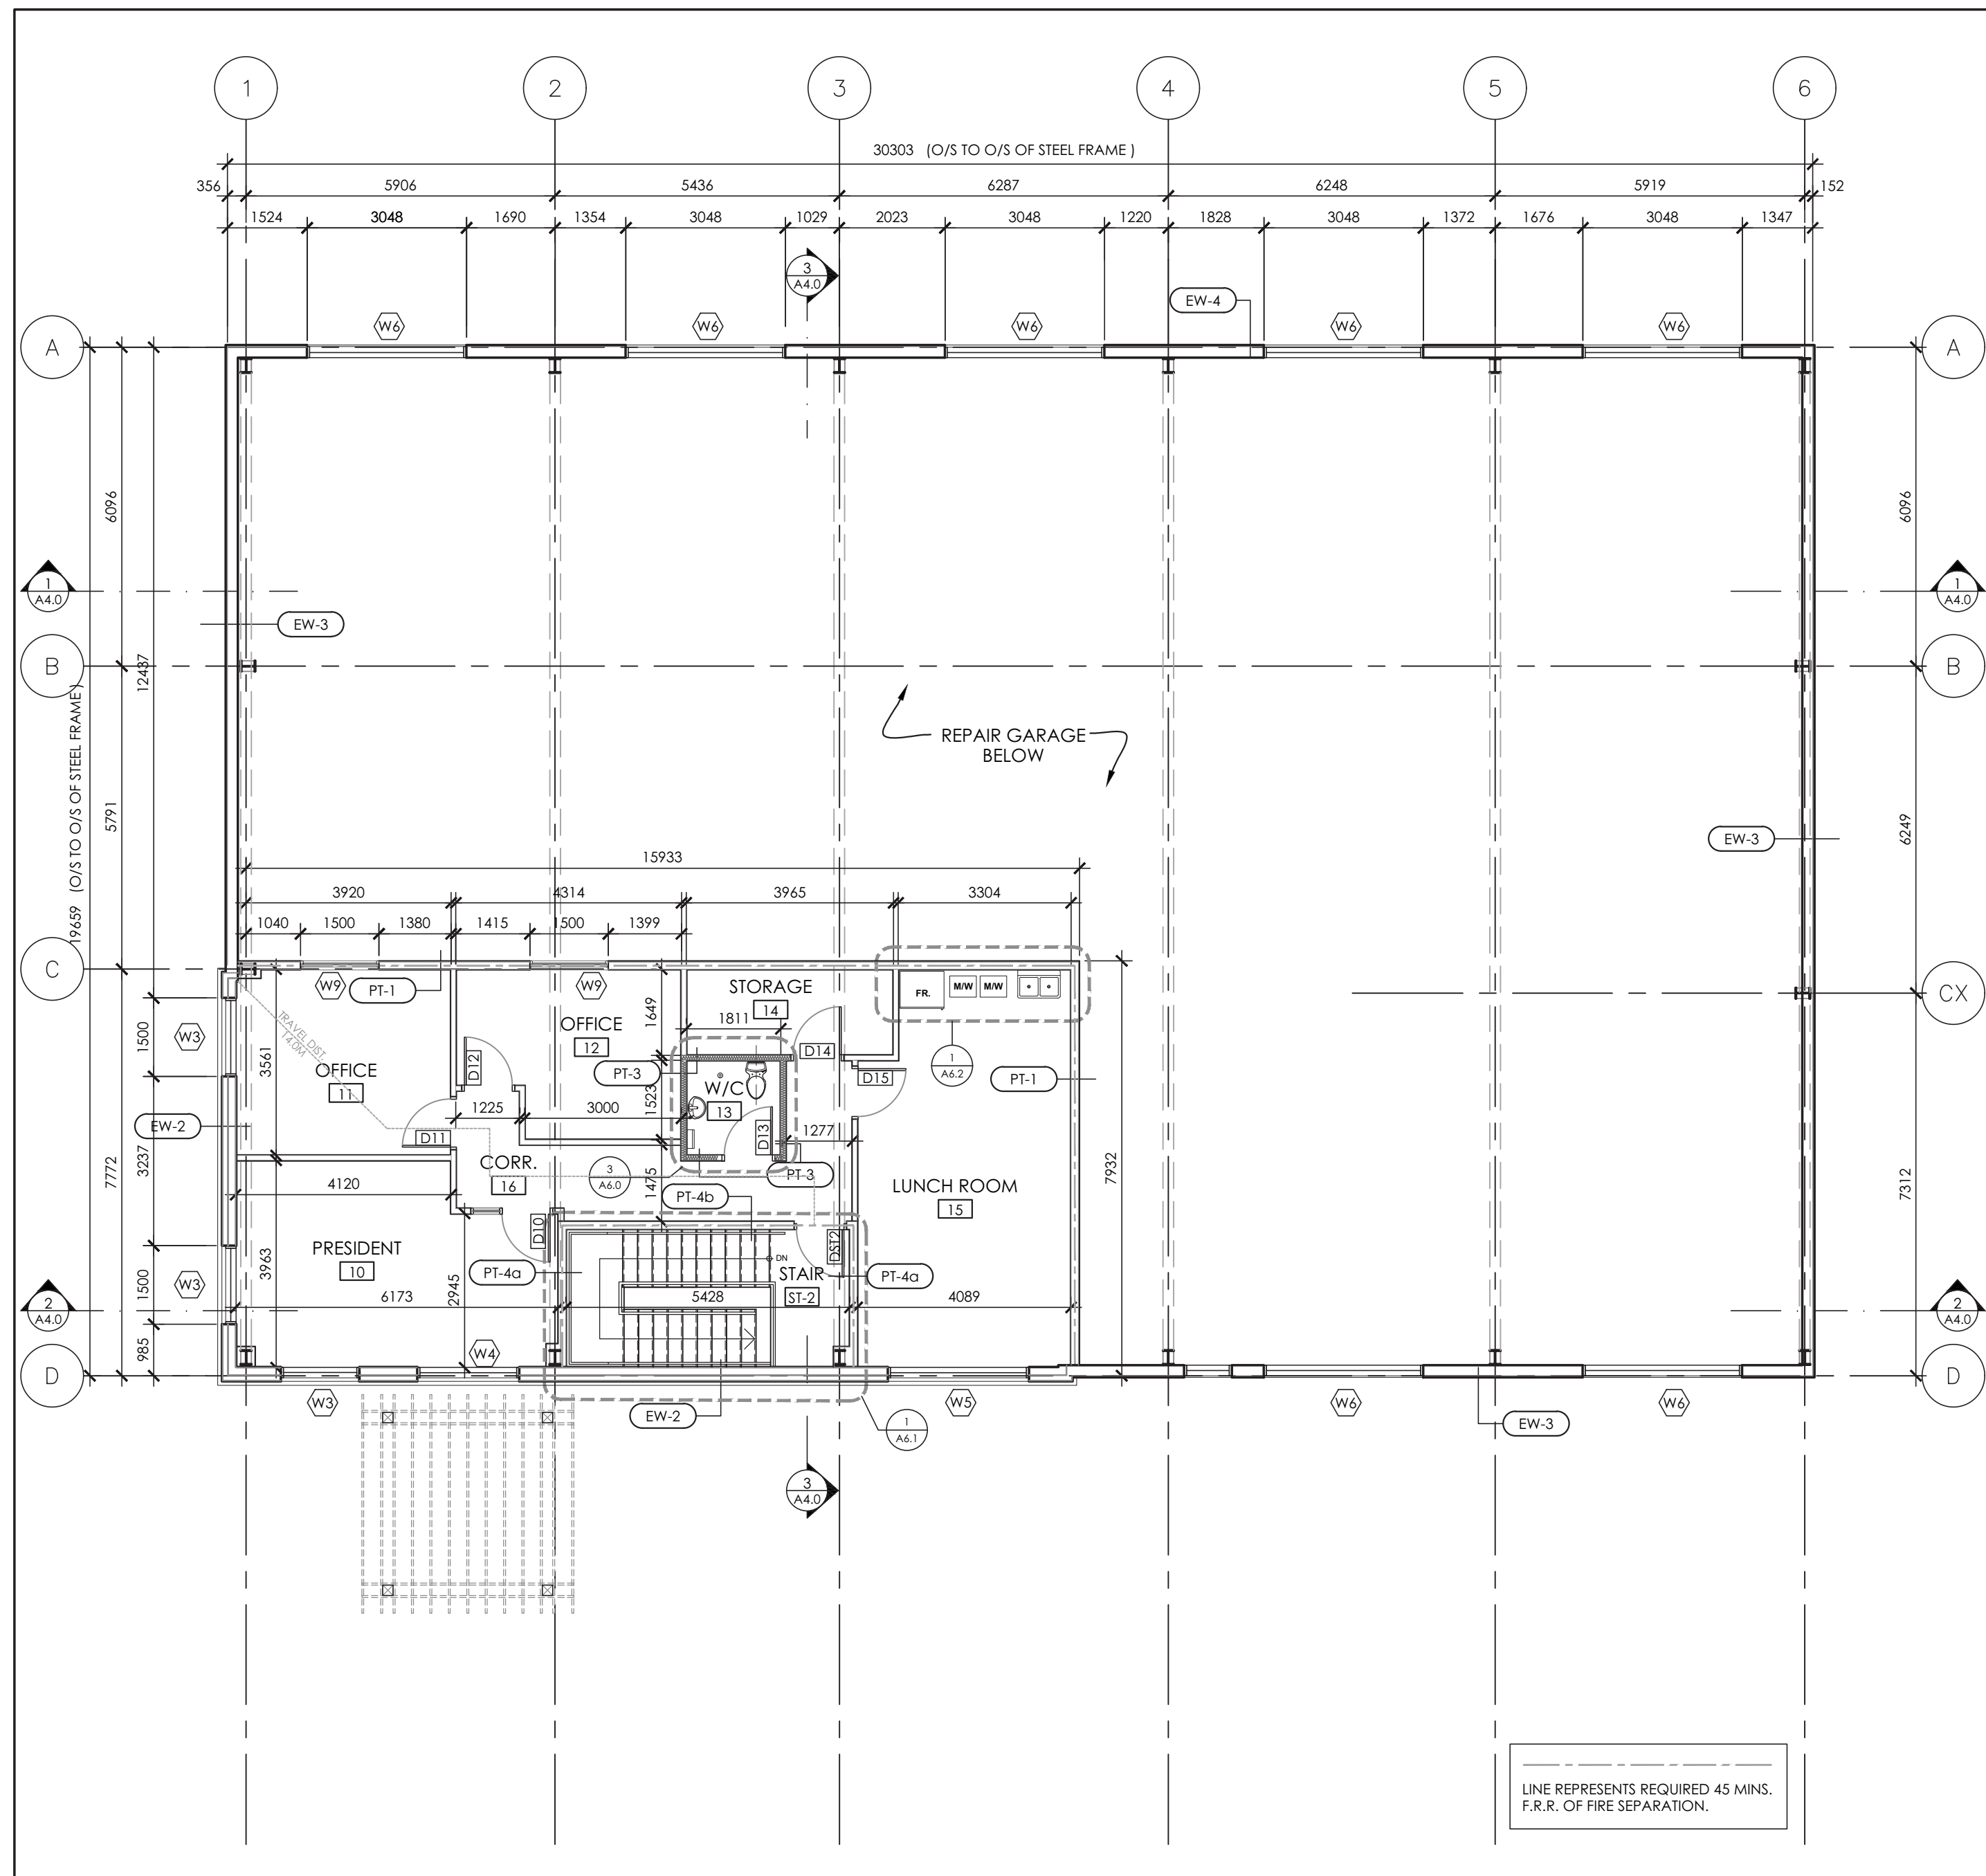 1 2 3 4 5 6
30303 (O/S TO O/S OF STEEL FRAME )
356 5906 5436 6287 6248 5919 152
1524 3048 1690 1354 3048 1029 2023 3048 1220 1828 3048 1372 1676 3048 1347
3
A4.0
EW-4
W6 W6 W6 W6 W6
A A
6096 6096
1
A4.0
1
A4.0
EW-3
B B
12437
19659 (O/S TO O/S OF STEEL FRAME )
REPAIR GARAGE
BELOW
5791
6249
EW-3
15933
3920 4314 3965 3304
1040 1500 1380 1415 1500 1399
C CX
W9 PT-1 W9
STORAGE
14
FR. M/W M/W
1811
1649
OFFICE
12
TRAVEL DIST.
14.0M
W3
1500
3561
OFFICE
11
D12
PT-3
W/C
13
D14
D15
1
A6.2
PT-1
1225 3000
1523
D13
1277
EW-2
D11
3237
7772
CORR.
16
3
A6.0
1475
PT-3
PT-4b
4120
LUNCH ROOM
15
7932
7312
D10
PRESIDENT
10
3963
2945
PT-4a
DN
STAIR
ST-2
DST2
PT-4a
W3
1500
2
A4.0
2
A4.0
6173 5428 4089
985
W4
D D
W3
EW-2
W5
W6 W6
EW-3
1
A6.1
3
A4.0
LINE REPRESENTS REQUIRED 45 MINS.
F.R.R. OF FIRE SEPARATION.